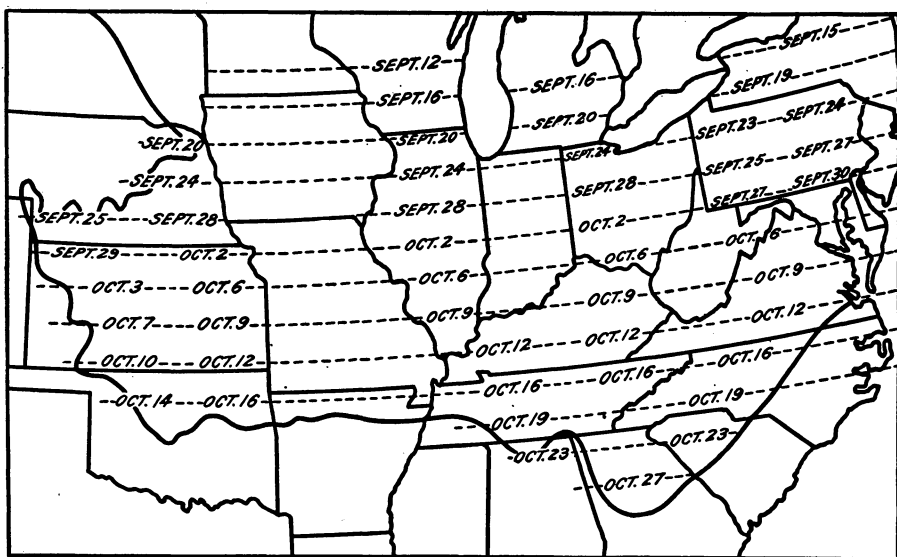 SEPT. 15
SEPT. 12
SEPT. 16
SEPT. 19
SEPT. 16
SEPT. 20
SEPT. 23
SEPT. 24
SEPT. 20
SEPT. 20
SEPT. 24
SEPT. 25
SEPT. 27
SEPT. 24
SEPT. 24
SEPT. 28
SEPT. 27
SEPT. 30
SEPT. 25
SEPT. 28
SEPT. 28
OCT. 2
OCT. 6
SEPT. 29
OCT. 2
OCT. 2
OCT. 6
OCT. 9
OCT. 3
OCT. 6
OCT. 6
OCT. 9
OCT. 12
OCT. 7
OCT. 9
OCT. 9
OCT. 12
OCT. 16
OCT. 10
OCT. 12
OCT. 12
OCT. 16
OCT. 19
OCT. 14
OCT. 16
OCT. 16
OCT. 19
OCT. 23
OCT. 23
OCT. 27